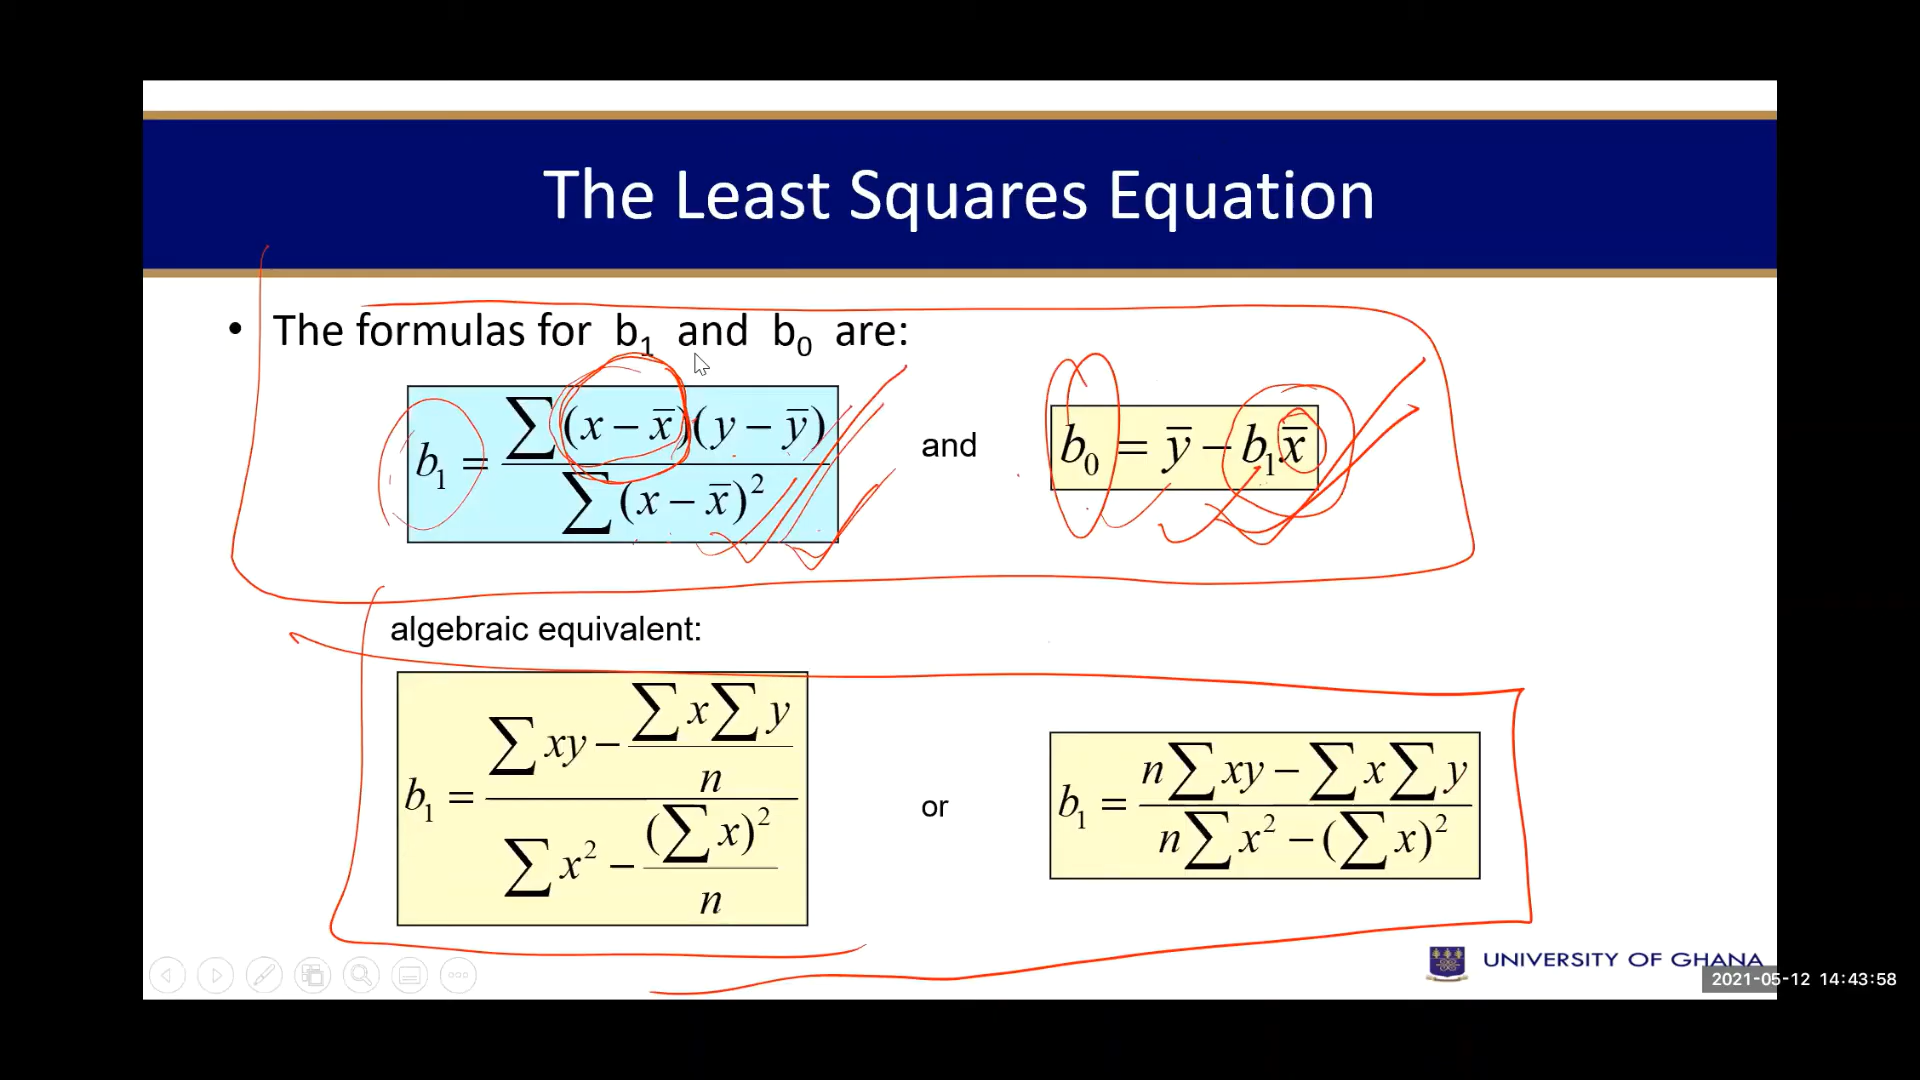 The Least Squares Equation
• The formulas for b₁ and b₀ are:
b₁ = ∑(x − x̄)(y − ȳ) / ∑(x − x̄)²
and
b₀ = ȳ − b₁x̄
algebraic equivalent:
b₁ = (∑xy − (∑x∑y)/n) / (∑x² − (∑x)²/n)
or
b₁ = (n∑xy − ∑x∑y) / (n∑x² − (∑x)²)
UNIVERSITY OF GHANA
2021-05-12 14:43:58